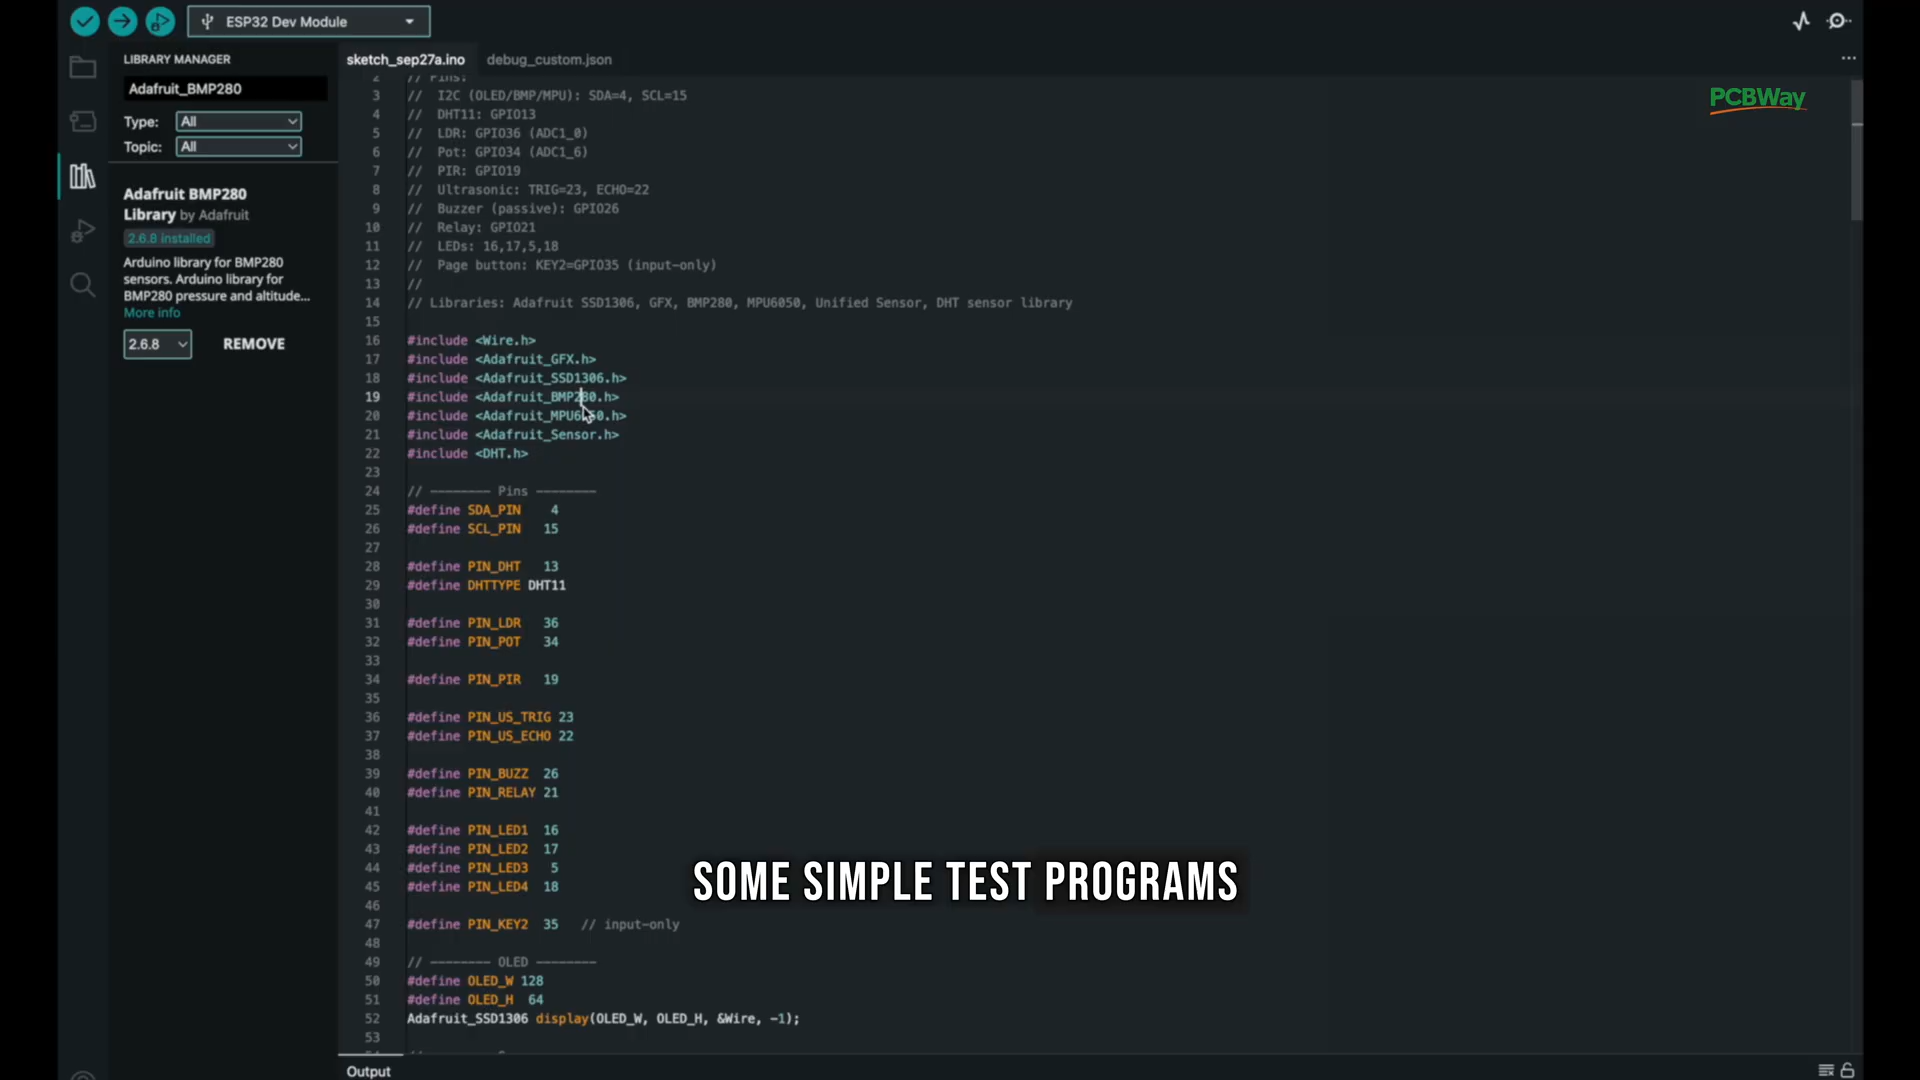 ESP32 Dev Module
LIBRARY MANAGER
Adafruit_BMP280
Type: All
Topic: All
Adafruit BMP280
Library by Adafruit
2.6.8 installed
Arduino library for BMP280
sensors. Arduino library for
BMP280 pressure and altitude...
More info
2.6.8 REMOVE
sketch_sep27a.ino debug_custom.json
PCBWay
2 // Pins:
3 //  I2C (OLED/BMP/MPU): SDA=4, SCL=15
4 //  DHT11: GPIO13
5 //  LDR: GPIO36 (ADC1_0)
6 //  Pot: GPIO34 (ADC1_6)
7 //  PIR: GPIO19
8 //  Ultrasonic: TRIG=23, ECHO=22
9 //  Buzzer (passive): GPIO26
10 //  Relay: GPIO21
11 //  LEDs: 16,17,5,18
12 //  Page button: KEY2=GPIO35 (input-only)
13 //
14 // Libraries: Adafruit SSD1306, GFX, BMP280, MPU6050, Unified Sensor, DHT sensor library
15
16 #include <Wire.h>
17 #include <Adafruit_GFX.h>
18 #include <Adafruit_SSD1306.h>
19 #include <Adafruit_BMP280.h>
20 #include <Adafruit_MPU6050.h>
21 #include <Adafruit_Sensor.h>
22 #include <DHT.h>
23
24 // -------- Pins --------
25 #define SDA_PIN    4
26 #define SCL_PIN   15
27
28 #define PIN_DHT   13
29 #define DHTTYPE DHT11
30
31 #define PIN_LDR   36
32 #define PIN_POT   34
33
34 #define PIN_PIR   19
35
36 #define PIN_US_TRIG 23
37 #define PIN_US_ECHO 22
38
39 #define PIN_BUZZ  26
40 #define PIN_RELAY 21
41
42 #define PIN_LED1  16
43 #define PIN_LED2  17
44 #define PIN_LED3   5
45 #define PIN_LED4  18
46
47 #define PIN_KEY2  35   // input-only
48
49 // -------- OLED --------
50 #define OLED_W 128
51 #define OLED_H  64
52 Adafruit_SSD1306 display(OLED_W, OLED_H, &Wire, -1);
53
SOME SIMPLE TEST PROGRAMS
Output